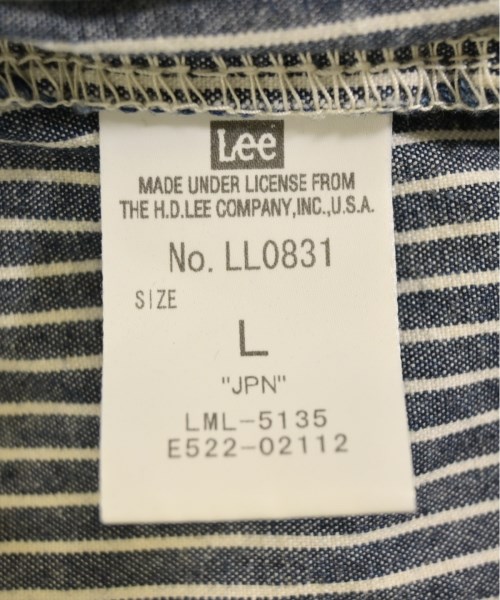 Lee
MADE UNDER LICENSE FROM
THE H.D.LEE COMPANY,INC.,U.S.A.
No. LL0831
SIZE
L
"JPN"
LML-5135
E522-02112